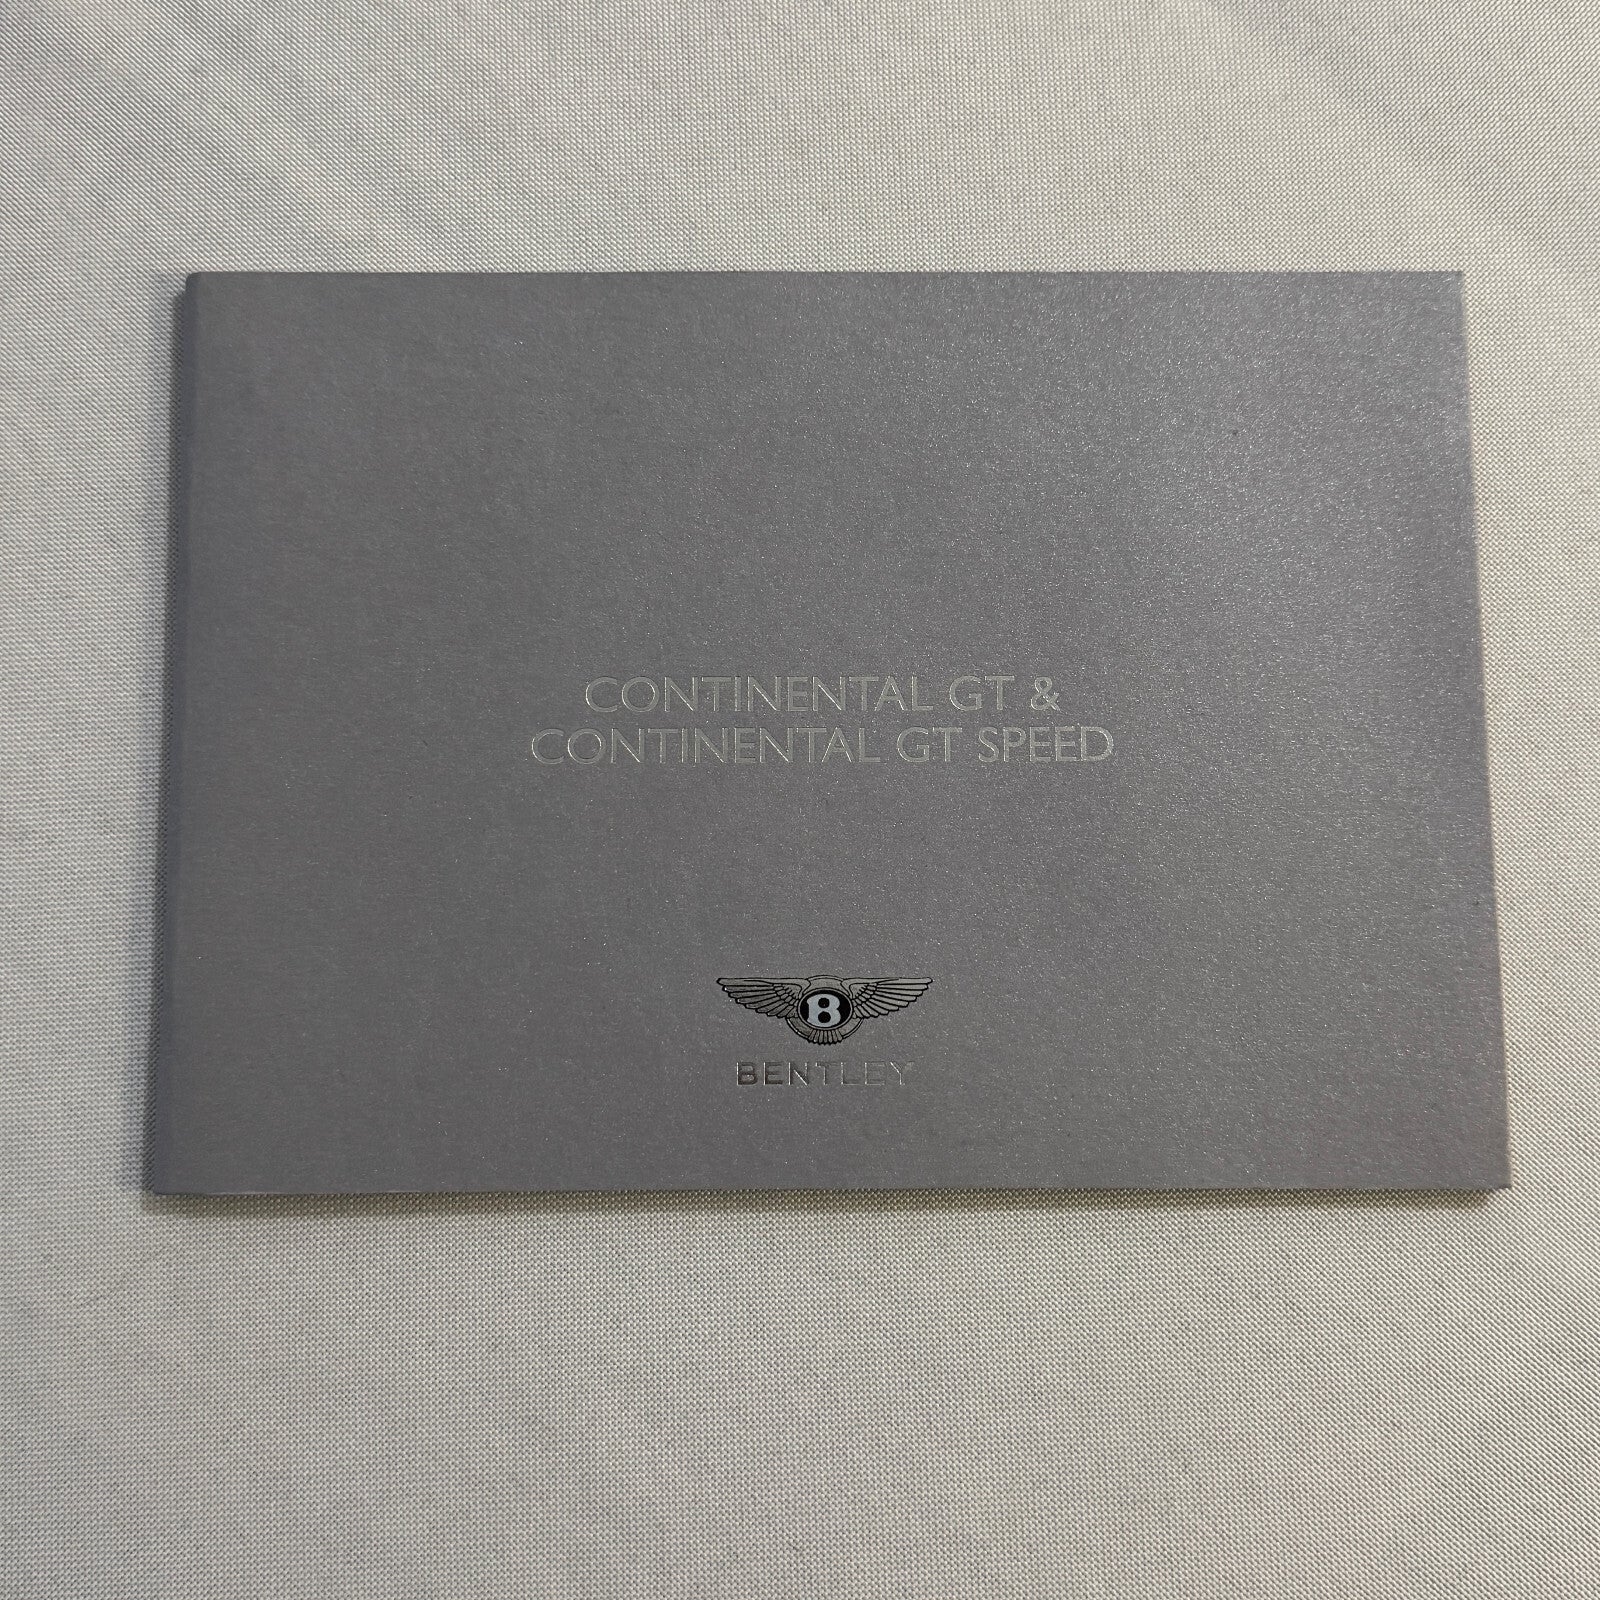 CONTINENTAL GT &
CONTINENTAL GT SPEED
B
BENTLEY